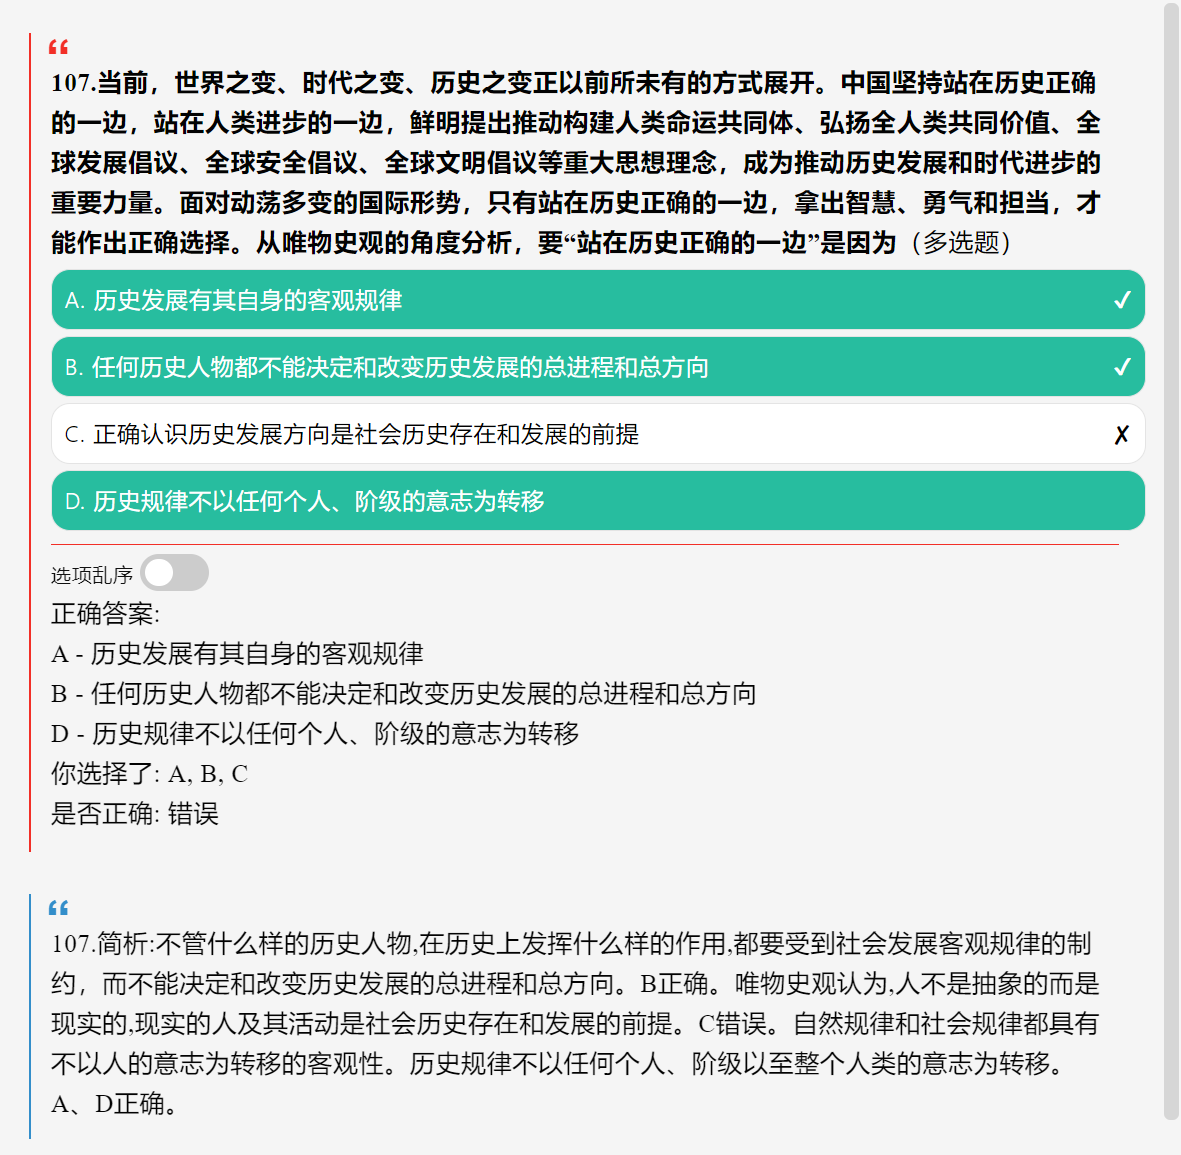 “
107.当前，世界之变、时代之变、历史之变正以前所未有的方式展开。中国坚持站在历史正确
的一边，站在人类进步的一边，鲜明提出推动构建人类命运共同体、弘扬全人类共同价值、全
球发展倡议、全球安全倡议、全球文明倡议等重大思想理念，成为推动历史发展和时代进步的
重要力量。面对动荡多变的国际形势，只有站在历史正确的一边，拿出智慧、勇气和担当，才
能作出正确选择。从唯物史观的角度分析，要“站在历史正确的一边”是因为（多选题）
A. 历史发展有其自身的客观规律 ✓
B. 任何历史人物都不能决定和改变历史发展的总进程和总方向 ✓
C. 正确认识历史发展方向是社会历史存在和发展的前提 ✗
D. 历史规律不以任何个人、阶级的意志为转移
选项乱序
正确答案:
A - 历史发展有其自身的客观规律
B - 任何历史人物都不能决定和改变历史发展的总进程和总方向
D - 历史规律不以任何个人、阶级的意志为转移
你选择了: A, B, C
是否正确: 错误
“
107.简析:不管什么样的历史人物,在历史上发挥什么样的作用,都要受到社会发展客观规律的制
约，而不能决定和改变历史发展的总进程和总方向。B正确。唯物史观认为,人不是抽象的而是
现实的,现实的人及其活动是社会历史存在和发展的前提。C错误。自然规律和社会规律都具有
不以人的意志为转移的客观性。历史规律不以任何个人、阶级以至整个人类的意志为转移。
A、D正确。